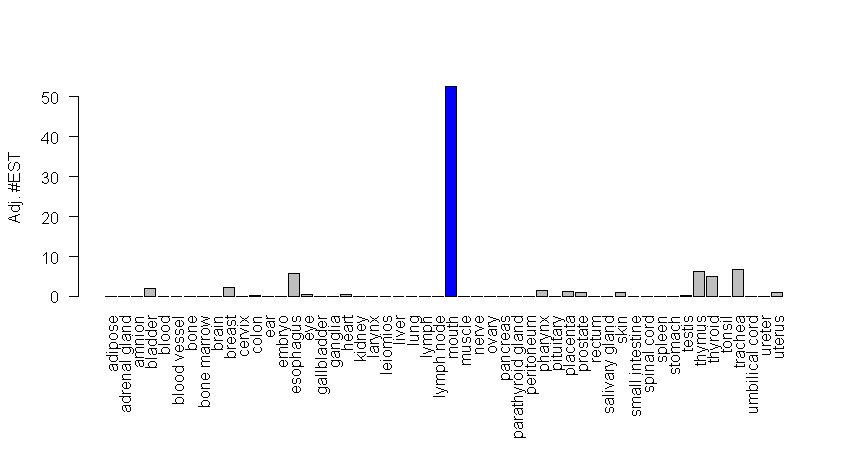 Adj. #EST
50
40
30
20
10
0
adipose
adrenal gland
amnion
bladder
blood
blood vessel
bone
bone marrow
brain
breast
cervix
colon
ear
embryo
esophagus
eye
gallbladder
ganglia
heart
kidney
larynx
leiomios
liver
lung
lymph
lymph node
mouth
muscle
nerve
ovary
pancreas
parathyroid gland
peritoneum
pharynx
pituitary
placenta
prostate
rectum
salivary gland
skin
small intestine
spinal cord
spleen
stomach
testis
thymus
thyroid
tonsil
trachea
umbilical cord
ureter
uterus